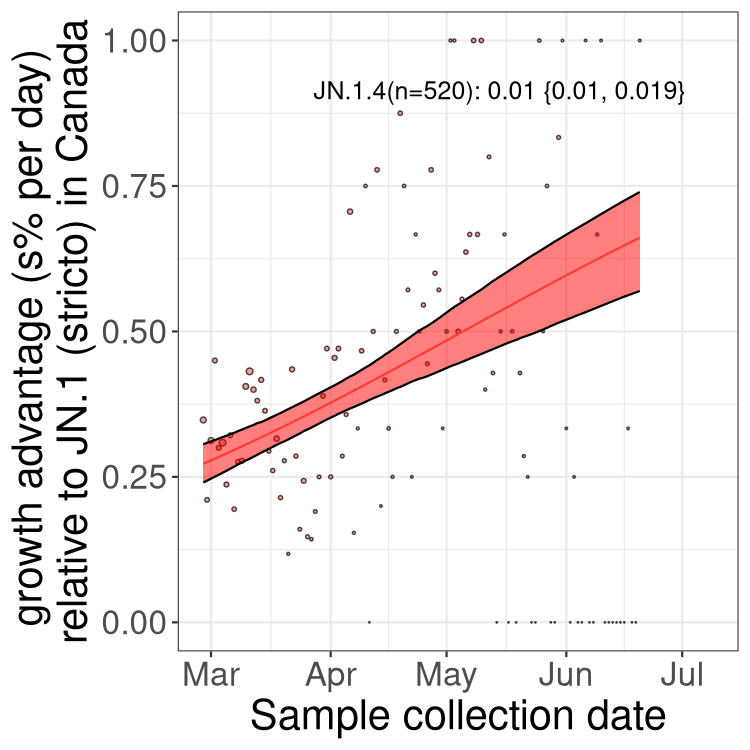 growth advantage (s% per day)
relative to JN.1 (stricto) in Canada
1.00
0.75
0.50
0.25
0.00
JN.1.4(n=520): 0.01 {0.01, 0.019}
Mar Apr May Jun Jul
Sample collection date